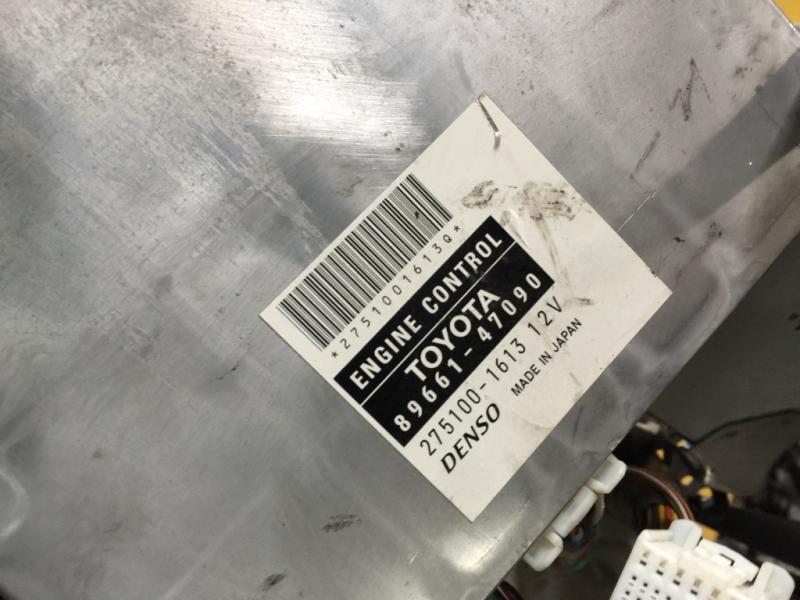 *2751001613Q*
ENGINE CONTROL
TOYOTA
89661-47090
275100-1613 12V
DENSO MADE IN JAPAN